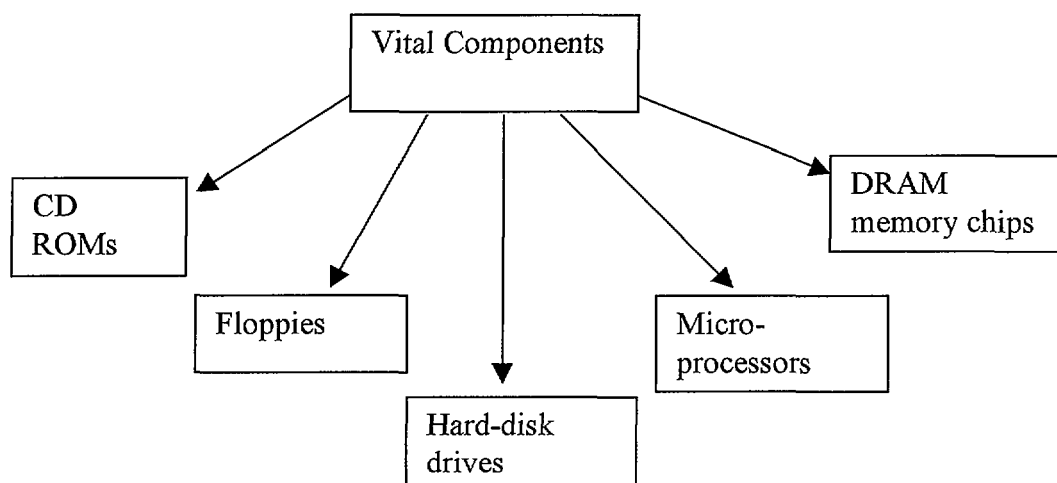 Vital Components
CD
ROMs
DRAM
memory chips
Floppies
Micro-
processors
Hard-disk
drives